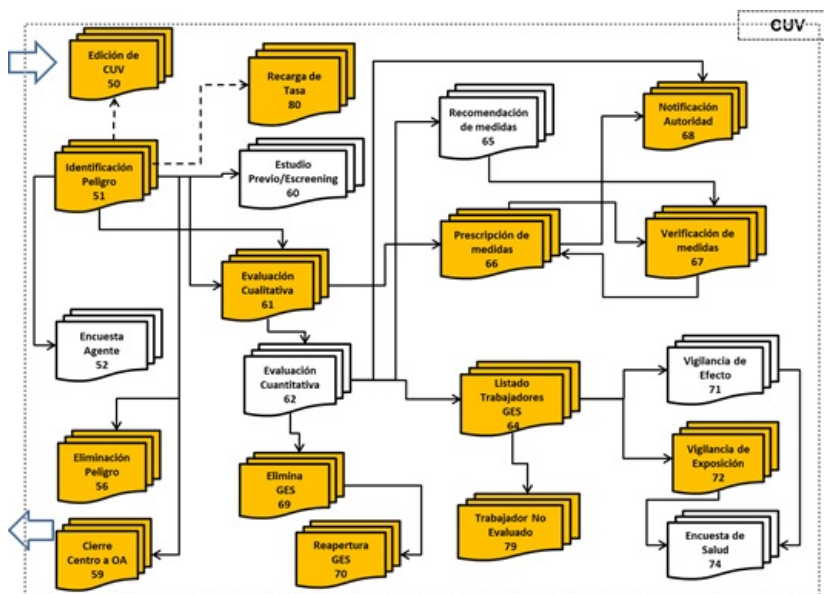 CUV
Edición de
CUV
50
Recarga de
Tasa
80
Recomendación
de medidas
65
Notificación
Autoridad
68
Identificación
Peligro
51
Estudio
Previo/Escreening
60
Prescripción de
medidas
66
Verificación de
medidas
67
Evaluación
Cualitativa
61
Encuesta
Agente
52
Evaluación
Cuantitativa
62
Listado
Trabajadores
GES
64
Vigilancia de
Efecto
71
Eliminación
Peligro
56
Elimina
GES
69
Vigilancia de
Exposición
72
Trabajador No
Evaluado
79
Cierre
Centro a OA
59
Reapertura
GES
70
Encuesta de
Salud
74